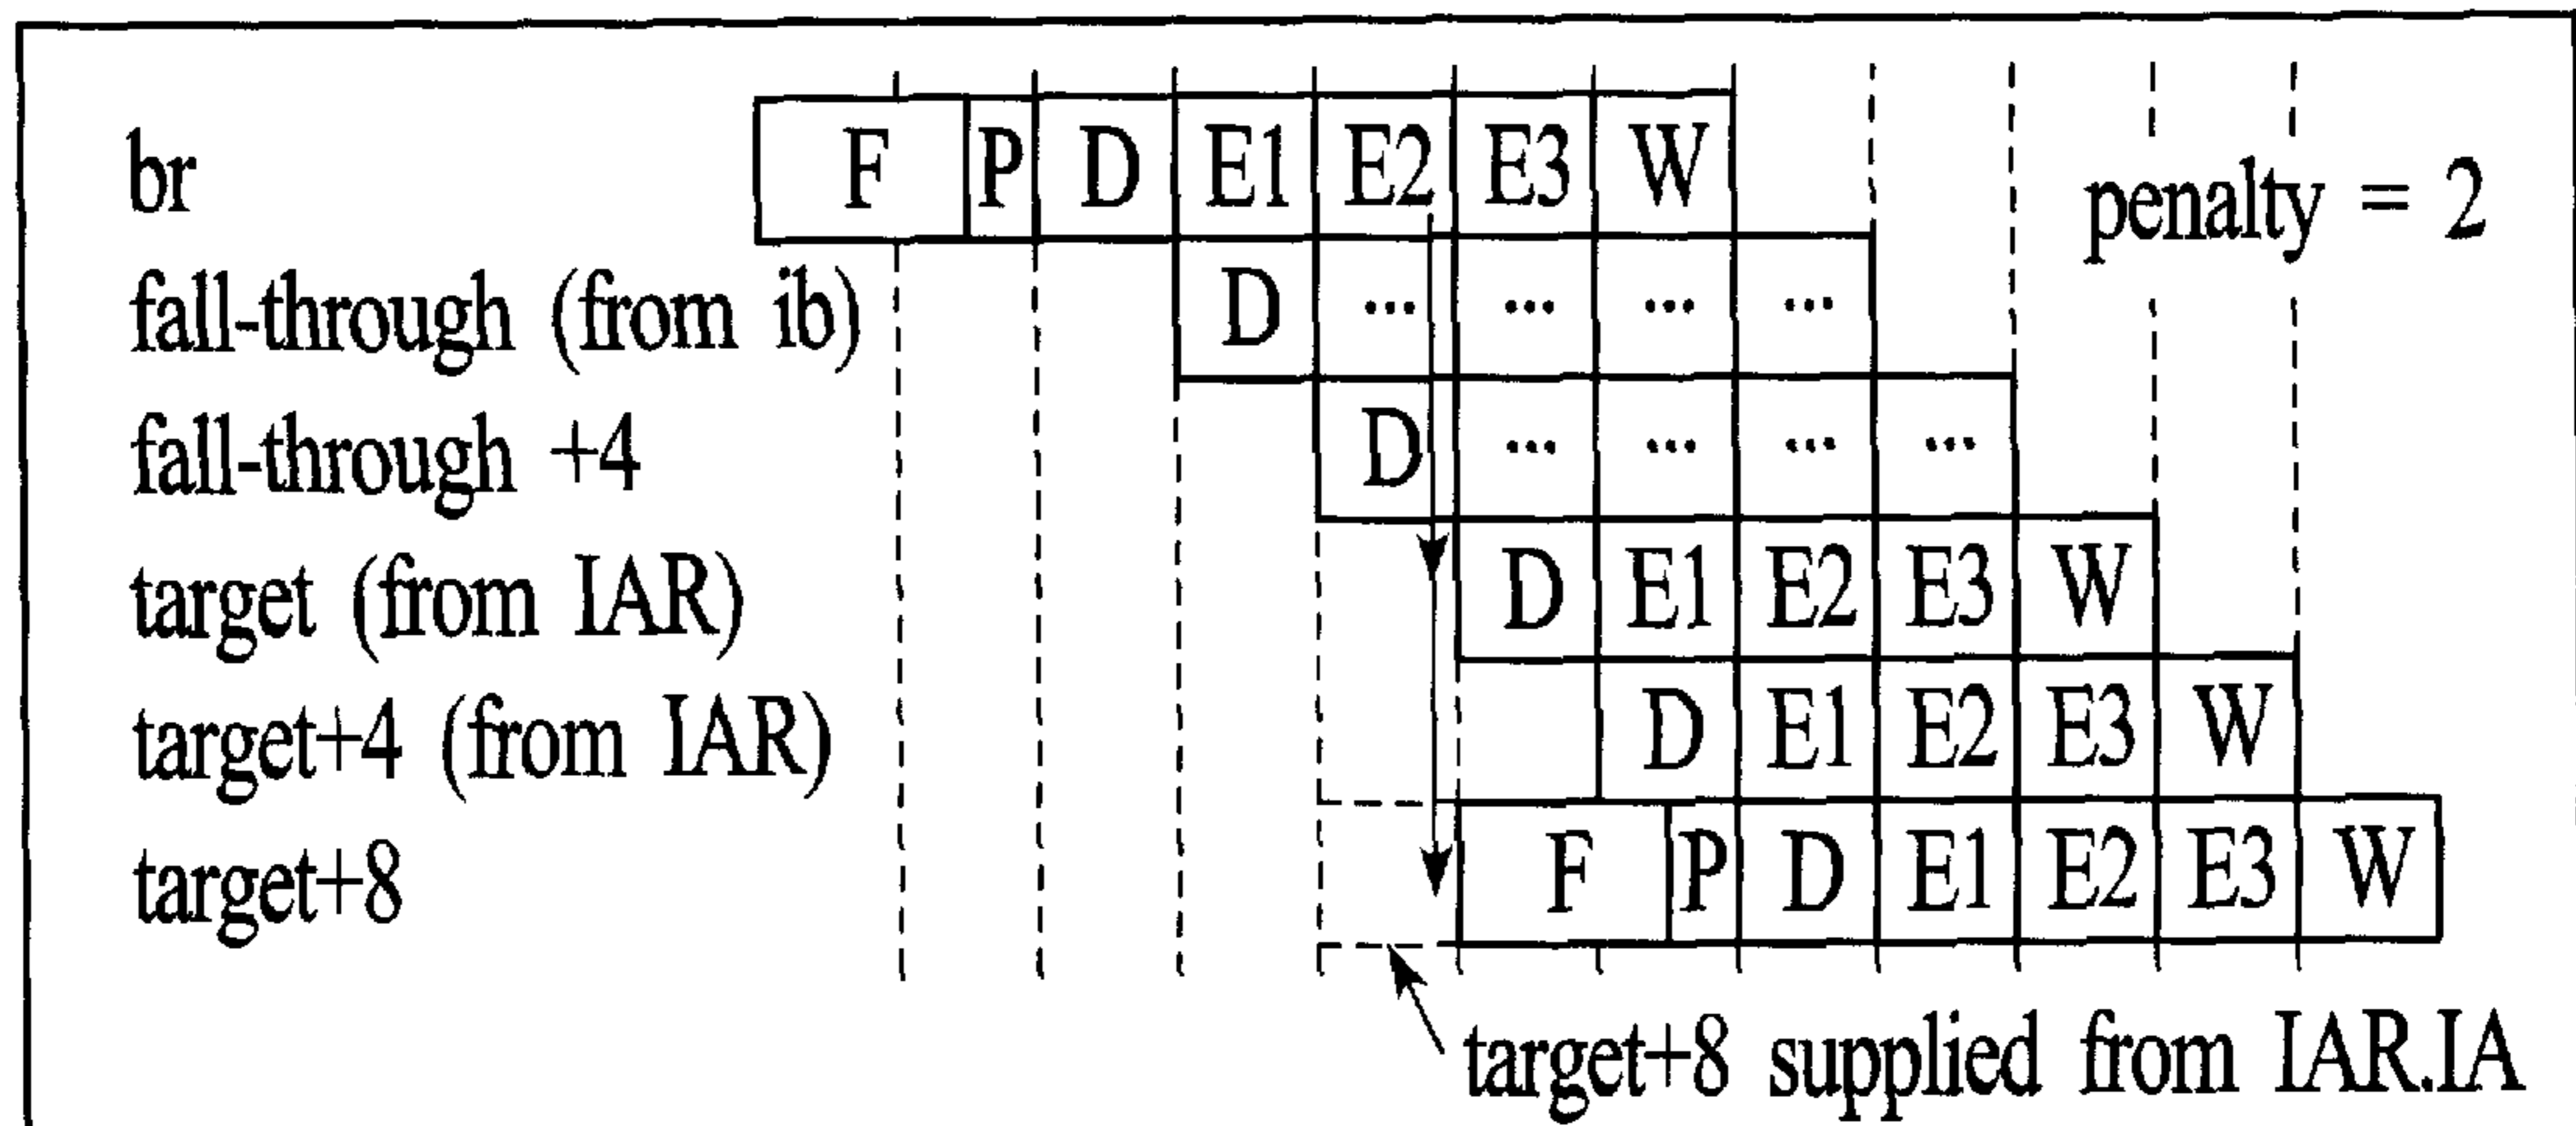 br F P D E1 E2 E3 W penalty = 2
fall-through (from ib) D ... ... ... ...
fall-through +4 D ... ... ... ...
target (from IAR) D E1 E2 E3 W
target+4 (from IAR) D E1 E2 E3 W
target+8 F P D E1 E2 E3 W
target+8 supplied from IAR.IA